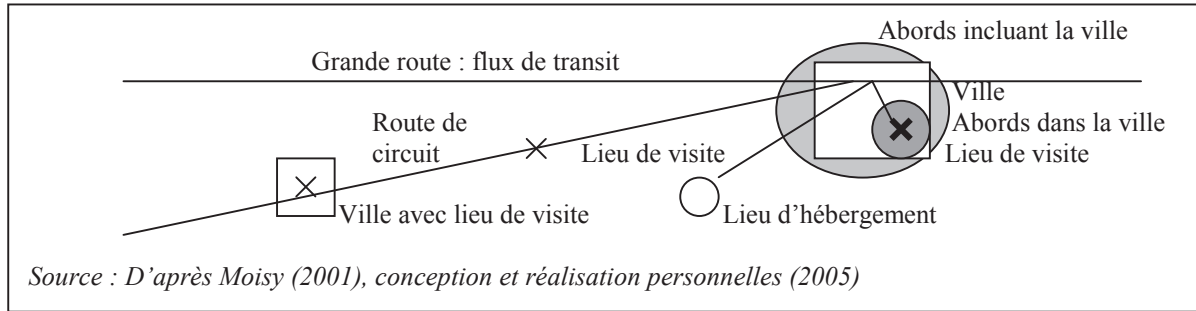 Abords incluant la ville
Grande route : flux de transit
Ville
Route de
circuit
Abords dans la ville
Lieu de visite
Lieu de visite
Ville avec lieu de visite
Lieu d’hébergement
Source : D’après Moisy (2001), conception et réalisation personnelles (2005)